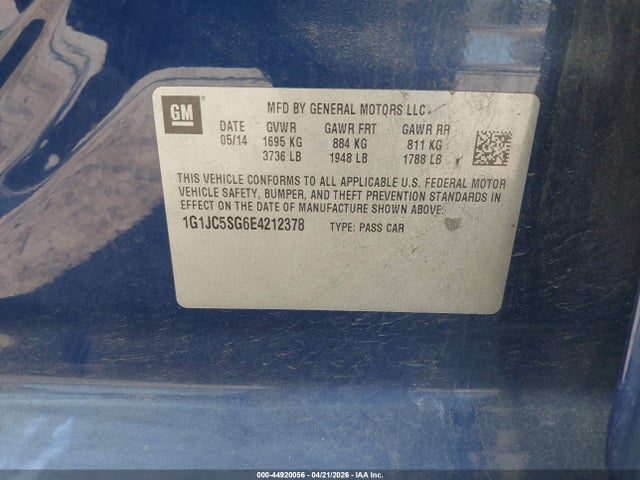 GM
MFD BY GENERAL MOTORS LLC
DATE GVWR GAWR FRT GAWR RR
05/14 1695 KG 884 KG 811 KG
3736 LB 1948 LB 1788 LB
THIS VEHICLE CONFORMS TO ALL APPLICABLE U.S. FEDERAL MOTOR
VEHICLE SAFETY, BUMPER, AND THEFT PREVENTION STANDARDS IN
EFFECT ON THE DATE OF MANUFACTURE SHOWN ABOVE.
1G1JC5SG6E4212378 TYPE: PASS CAR
000-44920056 - 04/21/2026 - IAA Inc.